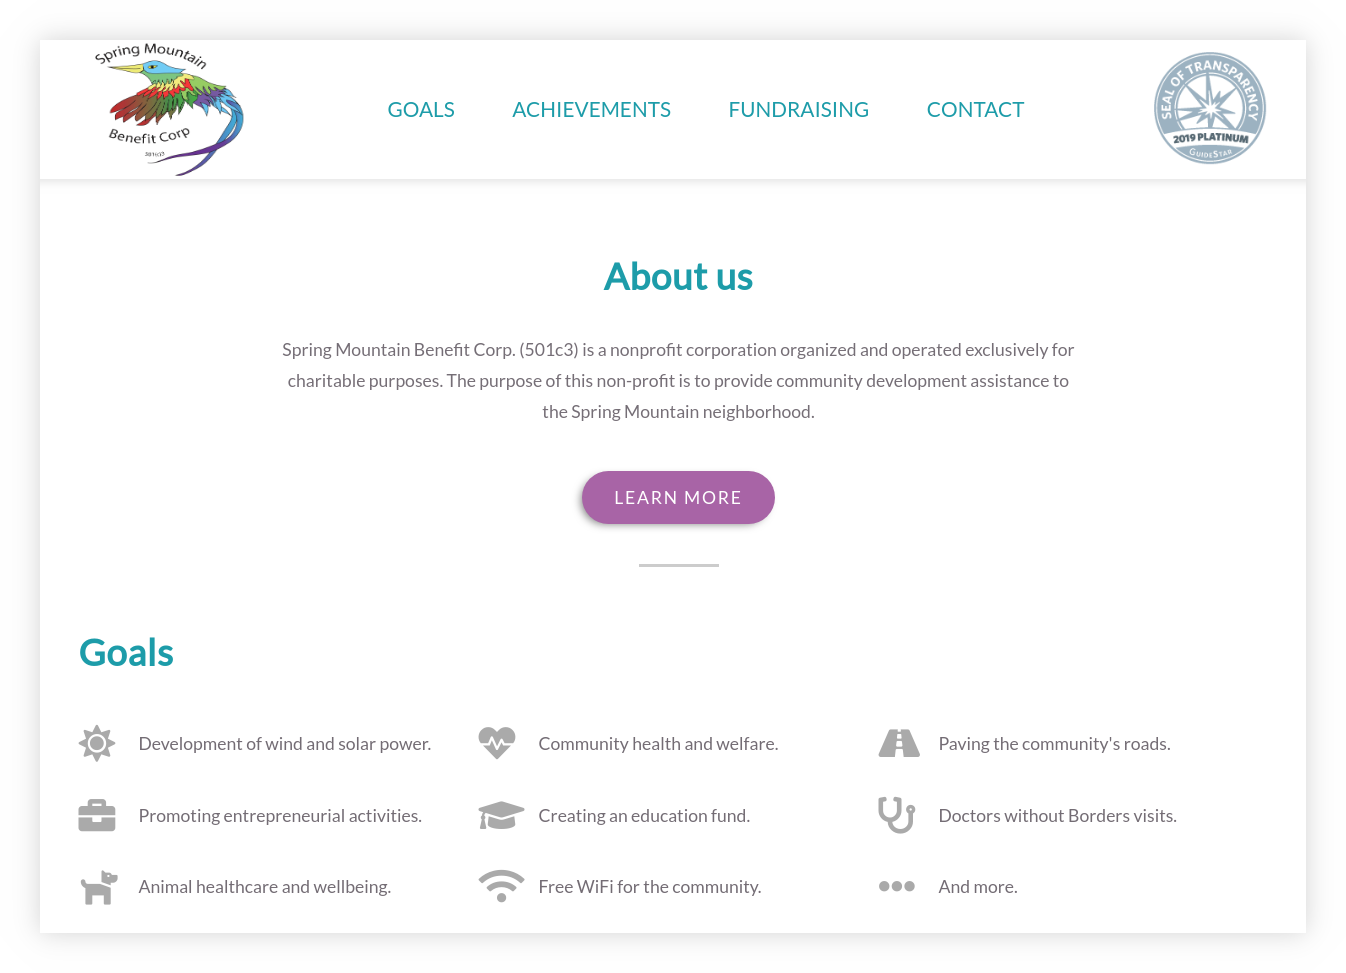 Spring Mountain
Benefit Corp
501(c)3
GOALS ACHIEVEMENTS FUNDRAISING CONTACT
SEAL OF TRANSPARENCY
2019 PLATINUM
GuideStar
About us
Spring Mountain Benefit Corp. (501c3) is a nonprofit corporation organized and operated exclusively for
charitable purposes. The purpose of this non-profit is to provide community development assistance to
the Spring Mountain neighborhood.
LEARN MORE
Goals
Development of wind and solar power. Community health and welfare. Paving the community's roads.
Promoting entrepreneurial activities. Creating an education fund. Doctors without Borders visits.
Animal healthcare and wellbeing. Free WiFi for the community. And more.